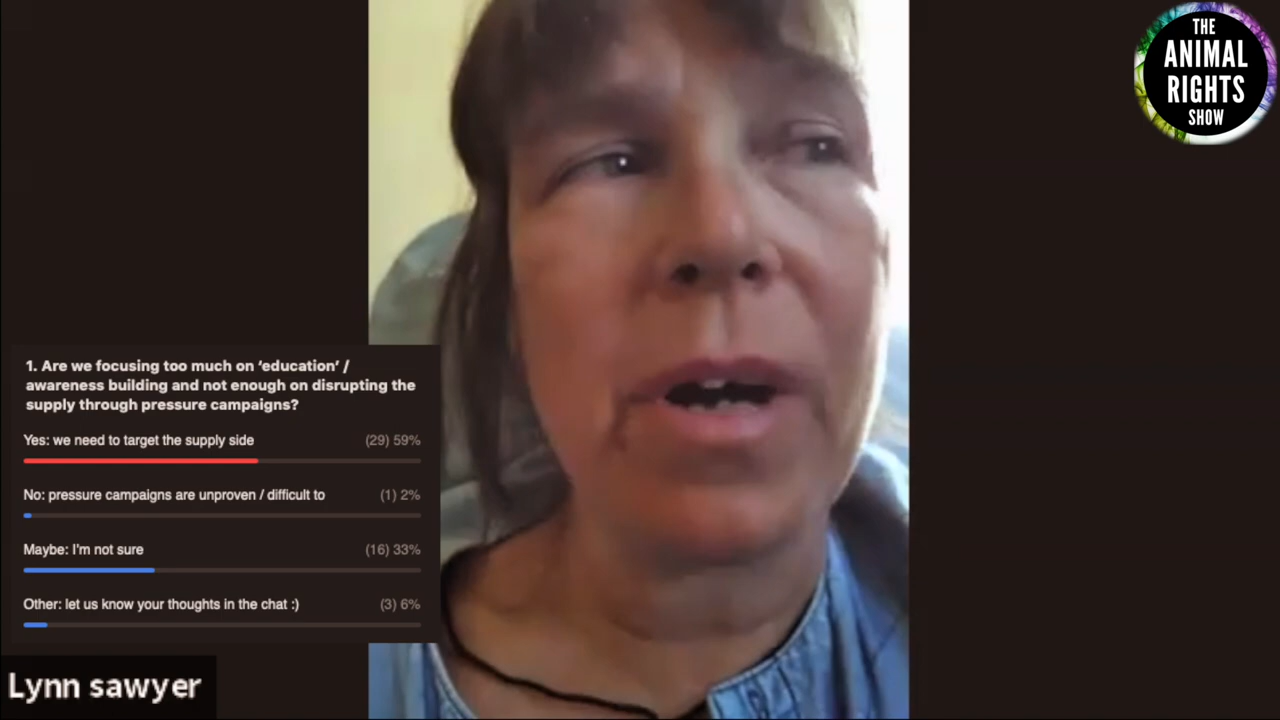 THE
ANIMAL
RIGHTS
SHOW
1. Are we focusing too much on ‘education’ /
awareness building and not enough on disrupting the
supply through pressure campaigns?
Yes: we need to target the supply side (29) 59%
No: pressure campaigns are unproven / difficult to (1) 2%
Maybe: I'm not sure (16) 33%
Other: let us know your thoughts in the chat :) (3) 6%
Lynn sawyer